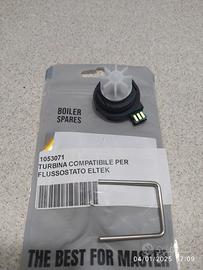 BOILER
SPARES
1053071
TURBINA COMPATIBILE PER
FLUSSOSTATO ELTEK
THE BEST FOR MASTER
04/01/2025 17:09